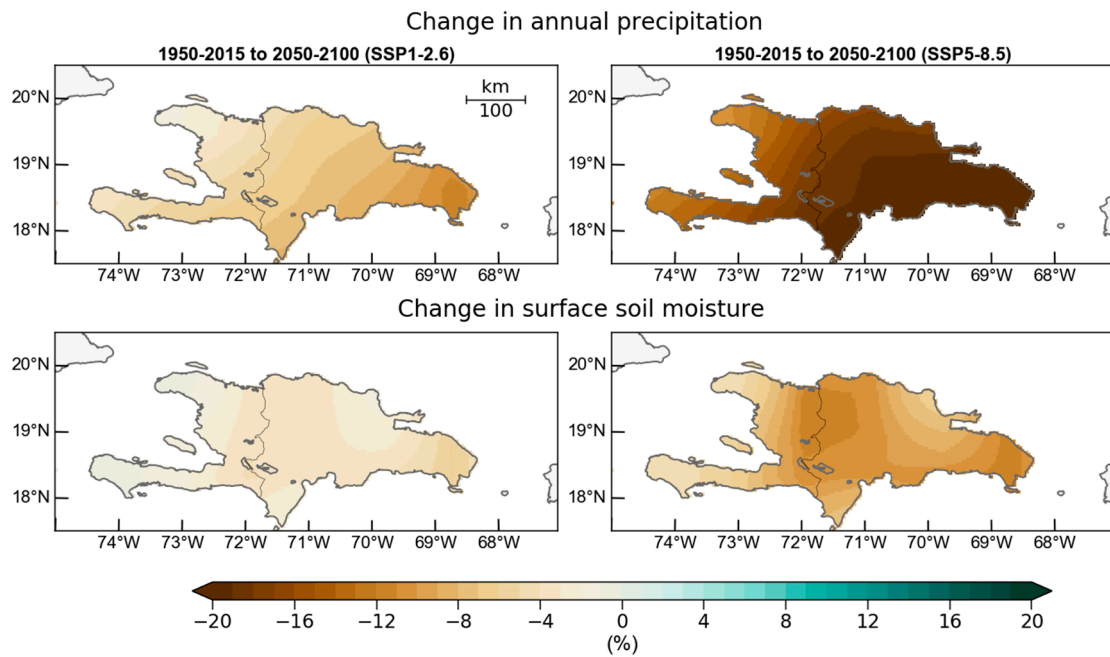 Change in annual precipitation
1950-2015 to 2050-2100 (SSP1-2.6)
1950-2015 to 2050-2100 (SSP5-8.5)
20°N
19°N
18°N
km
100
20°N
19°N
18°N
74°W 73°W 72°W 71°W 70°W 69°W 68°W
74°W 73°W 72°W 71°W 70°W 69°W 68°W
Change in surface soil moisture
20°N
19°N
18°N
20°N
19°N
18°N
74°W 73°W 72°W 71°W 70°W 69°W 68°W
74°W 73°W 72°W 71°W 70°W 69°W 68°W
−20 −16 −12 −8 −4 0 4 8 12 16 20
(%)